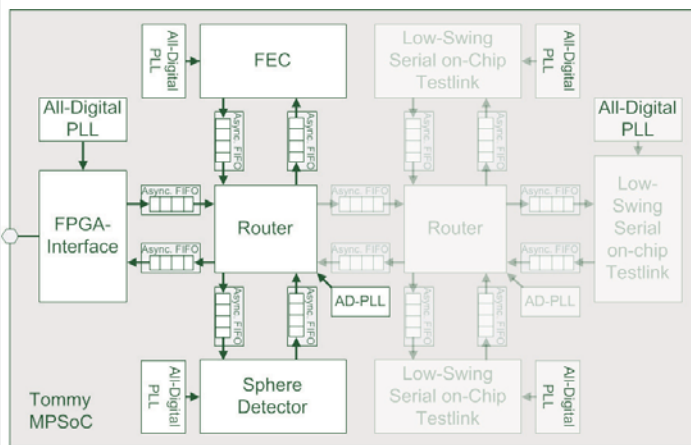 All-Digital
PLL
FEC
Low-Swing
Serial on-Chip
Testlink
All-Digital
PLL
All-Digital
PLL
Async. FIFO
Async. FIFO
Async. FIFO
Async. FIFO
All-Digital
PLL
FPGA-
Interface
Async. FIFO
Async. FIFO
Router
Async. FIFO
Async. FIFO
Router
Async. FIFO
Async. FIFO
Low-
Swing
Serial
on-chip
Testlink
AD-PLL
AD-PLL
Async. FIFO
Async. FIFO
Async. FIFO
Async. FIFO
Tommy
MPSoC
All-Digital
PLL
Sphere
Detector
Low-Swing
Serial on-Chip
Testlink
All-Digital
PLL